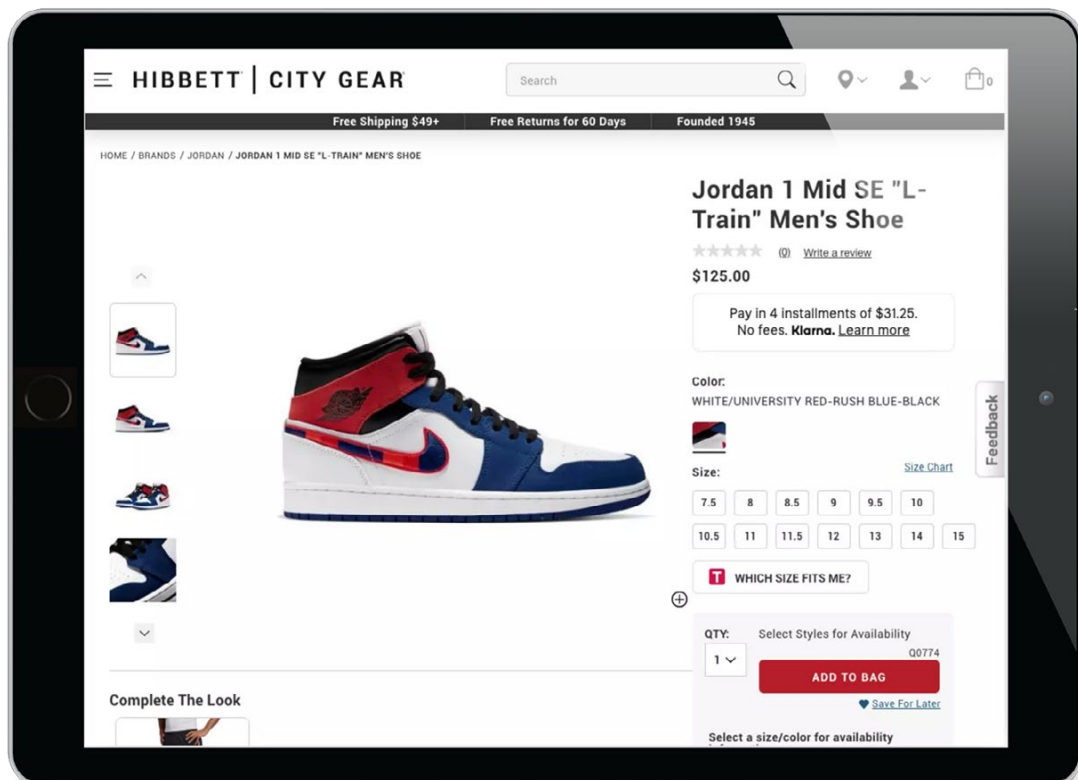 HIBBETT | CITY GEAR
Search
0
Free Shipping $49+
Free Returns for 60 Days
Founded 1945
HOME / BRANDS / JORDAN / JORDAN 1 MID SE "L-TRAIN" MEN'S SHOE
Jordan 1 Mid SE "L-
Train" Men's Shoe
(0) Write a review
$125.00
Pay in 4 installments of $31.25.
No fees. Klarna. Learn more
Color:
WHITE/UNIVERSITY RED-RUSH BLUE-BLACK
Feedback
Size:
Size Chart
7.5 8 8.5 9 9.5 10
10.5 11 11.5 12 13 14 15
T WHICH SIZE FITS ME?
QTY: Select Styles for Availability
Q0774
1
ADD TO BAG
Save For Later
Complete The Look
Select a size/color for availability